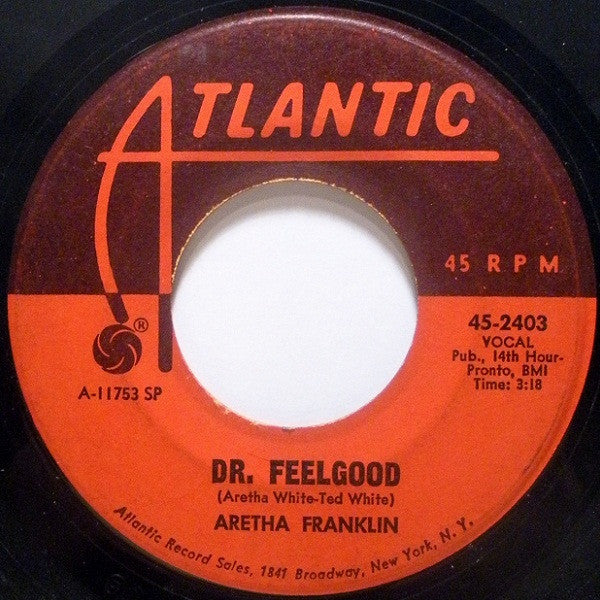 ATLANTIC
45 RPM
®
A-11753 SP
45-2403
VOCAL
Pub., 14th Hour-
Pronto, BMI
Time: 3:18
DR. FEELGOOD
(Aretha White-Ted White)
ARETHA FRANKLIN
Atlantic Record Sales, 1841 Broadway, New York, N. Y.